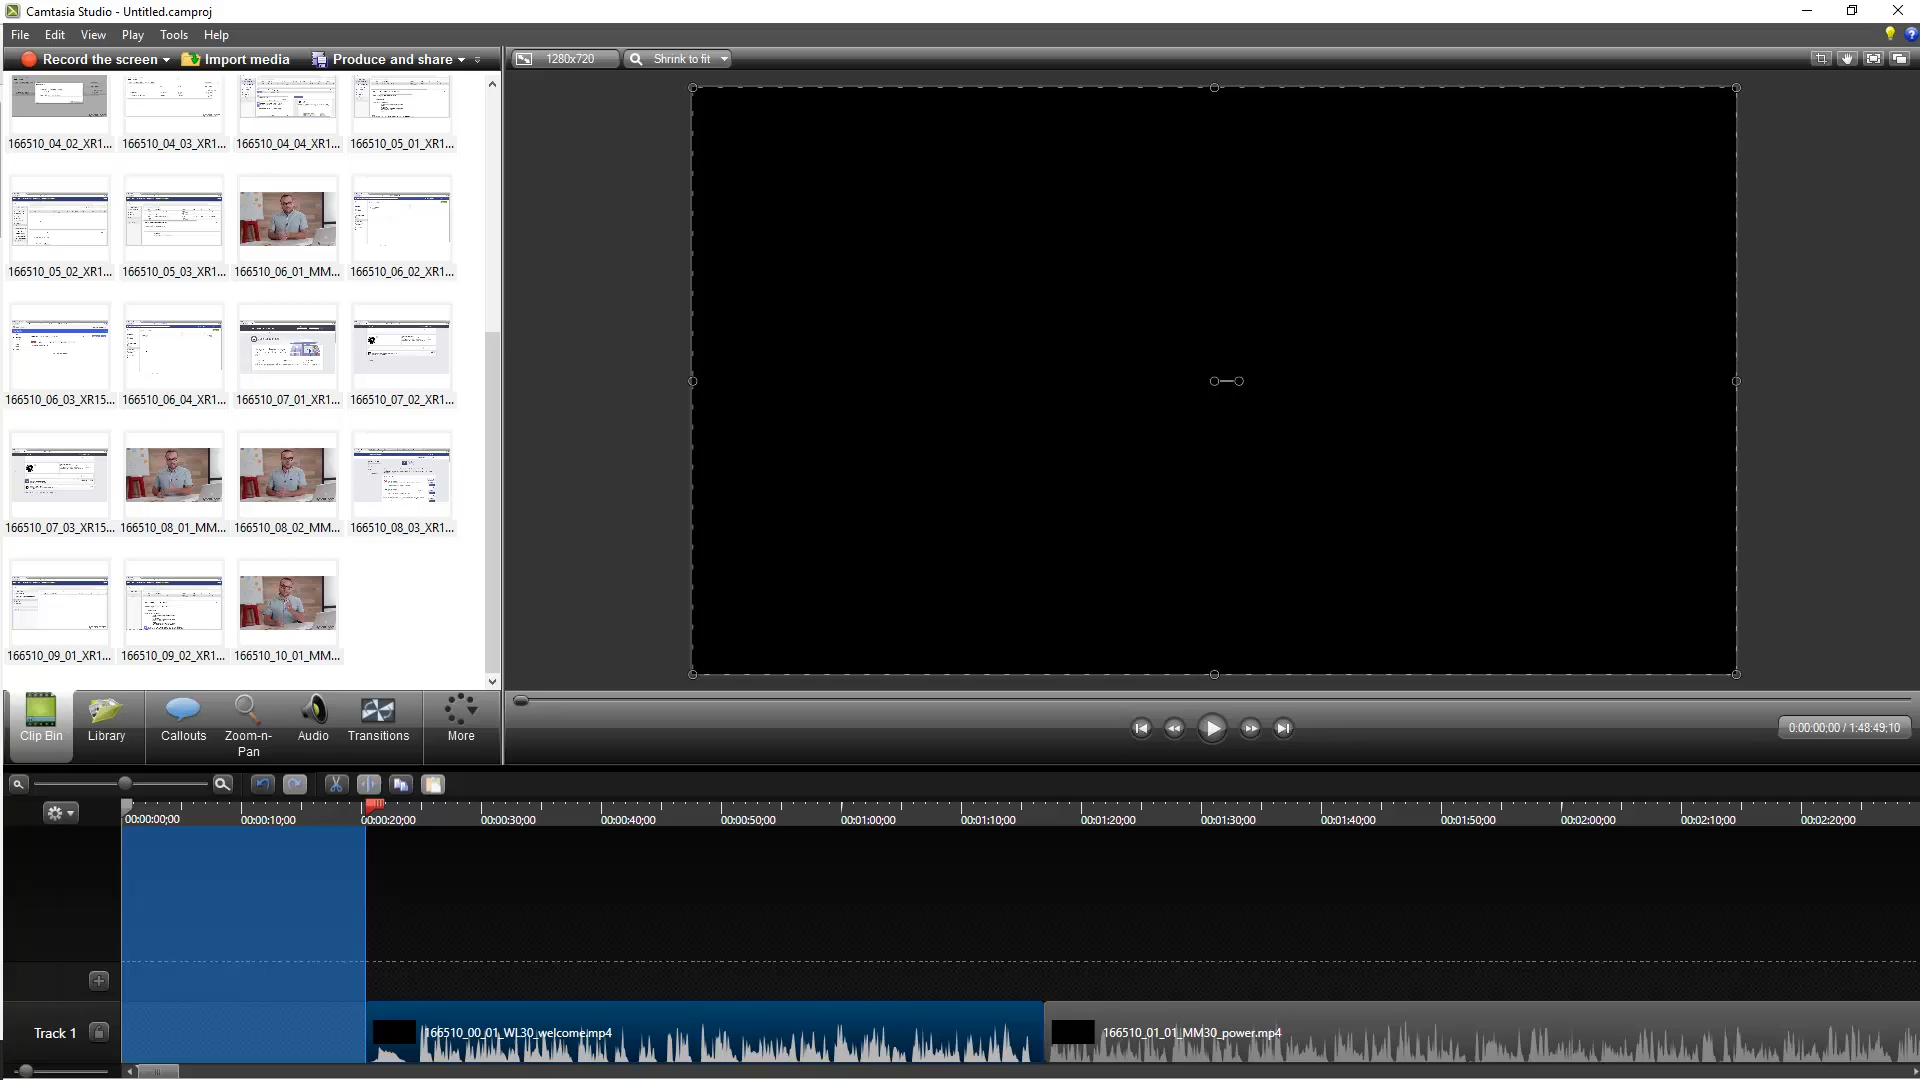 Camtasia Studio - Untitled.camproj
File Edit View Play Tools Help
Record the screen Import media Produce and share
1280x720 Shrink to fit
166510_04_02_XR1... 166510_04_03_XR1... 166510_04_04_XR1... 166510_05_01_XR1...
166510_05_02_XR1... 166510_05_03_XR1... 166510_06_01_MM... 166510_06_02_XR1...
166510_06_03_XR15... 166510_06_04_XR1... 166510_07_01_XR1... 166510_07_02_XR1...
166510_07_03_XR15... 166510_08_01_MM... 166510_08_02_MM... 166510_08_03_XR1...
166510_09_01_XR1... 166510_09_02_XR1... 166510_10_01_MM...
Clip Bin Library Callouts Zoom-n-Pan Audio Transitions More
0:00:00;00 / 1:48:49;10
00:00:00;00 00:00:10;00 00:00:20;00 00:00:30;00 00:00:40;00 00:00:50;00 00:01:00;00 00:01:10;00 00:01:20;00 00:01:30;00 00:01:40;00 00:01:50;00 00:02:00;00 00:02:10;00 00:02:20;00
Track 1
166510_00_01_WL30_welcome.mp4
166510_01_01_MM30_power.mp4